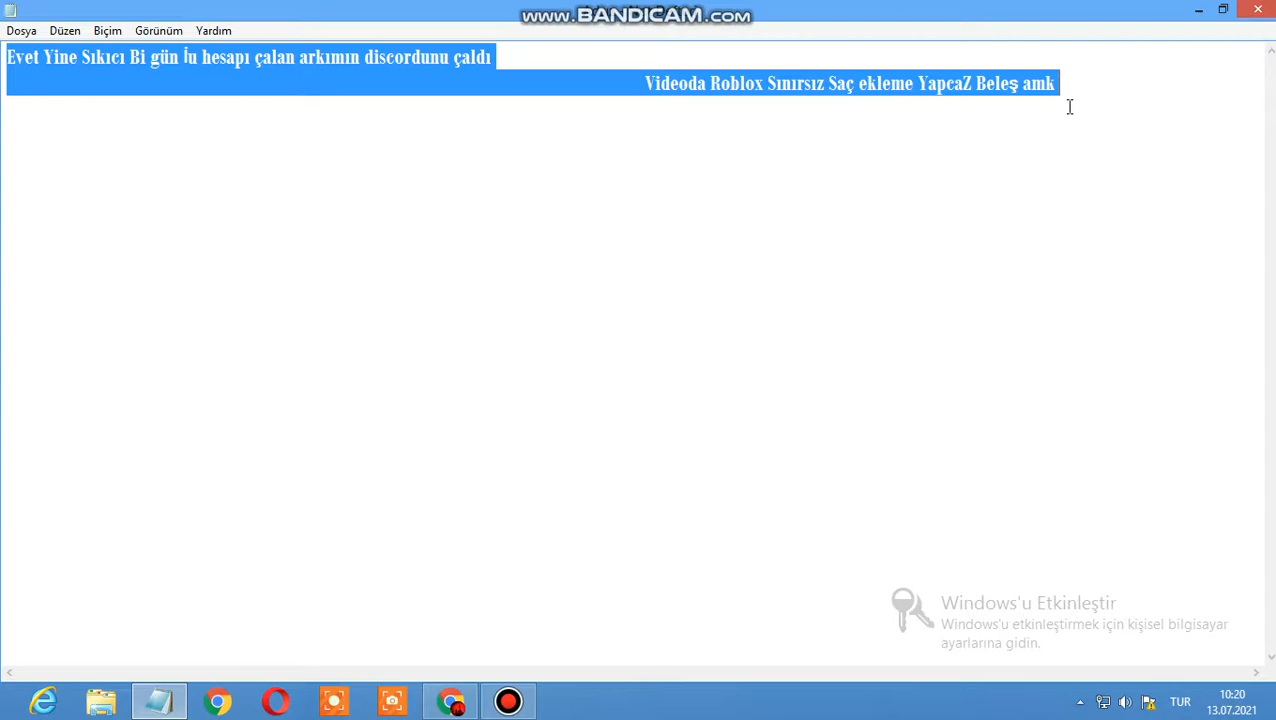 www.BANDICAM.com
Dosya Düzen Biçim Görünüm Yardım
Evet Yine Sıkıcı Bi gün İu hesapı çalan arkımın discordunu çaldı
Videoda Roblox Sınırsız Saç ekleme YapcaZ Beleş amk
Windows'u Etkinleştir
Windows'u etkinleştirmek için kişisel bilgisayar
ayarlarına gidin.
TUR
10:20
13.07.2021